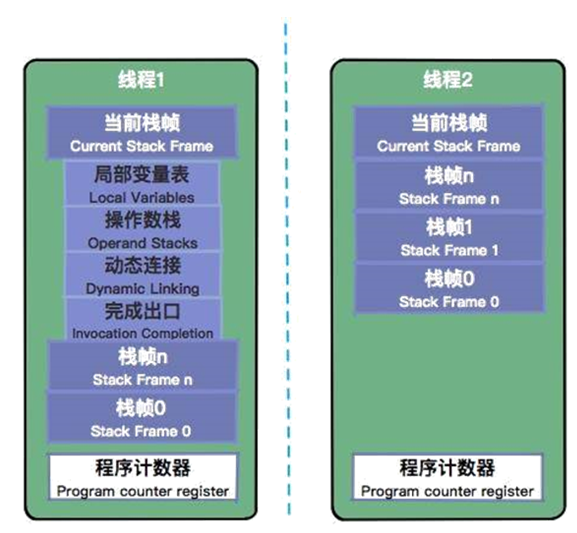 线程1
当前栈帧
Current Stack Frame
局部变量表
Local Variables
操作数栈
Operand Stacks
动态连接
Dynamic Linking
完成出口
Invocation Completion
栈帧n
Stack Frame n
栈帧0
Stack Frame 0
程序计数器
Program counter register
线程2
当前栈帧
Current Stack Frame
栈帧n
Stack Frame n
栈帧1
Stack Frame 1
栈帧0
Stack Frame 0
程序计数器
Program counter register